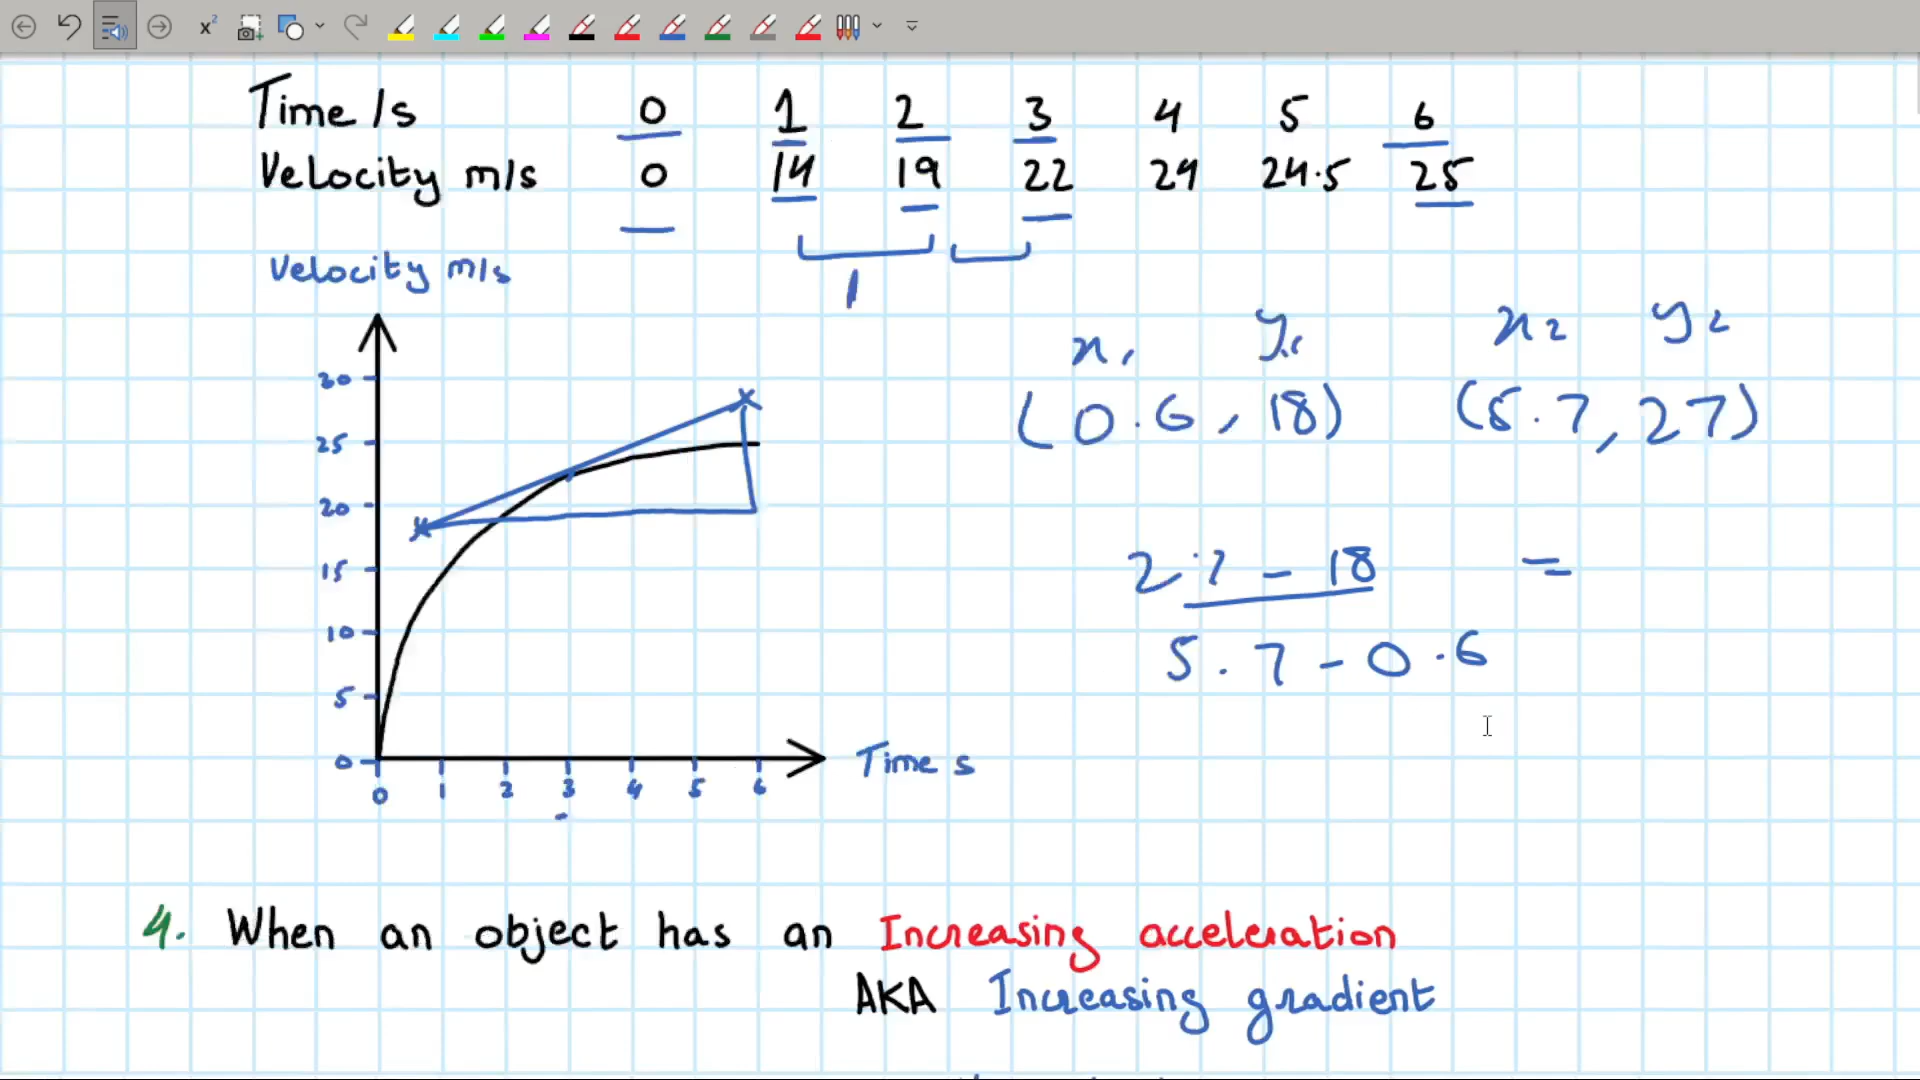 x²
Time /s 0 1 2 3 4 5 6
Velocity m/s 0 14 19 22 24 24.5 25
Velocity m/s
x₁ y₁ x₂ y₂
(0.6, 18) (5.7, 27)
30
25
20
15
10
5
0
27 - 18 =
5.7 - 0.6
Time s
0 1 2 3 4 5 6
4. When an object has an Increasing acceleration
AKA Increasing gradient